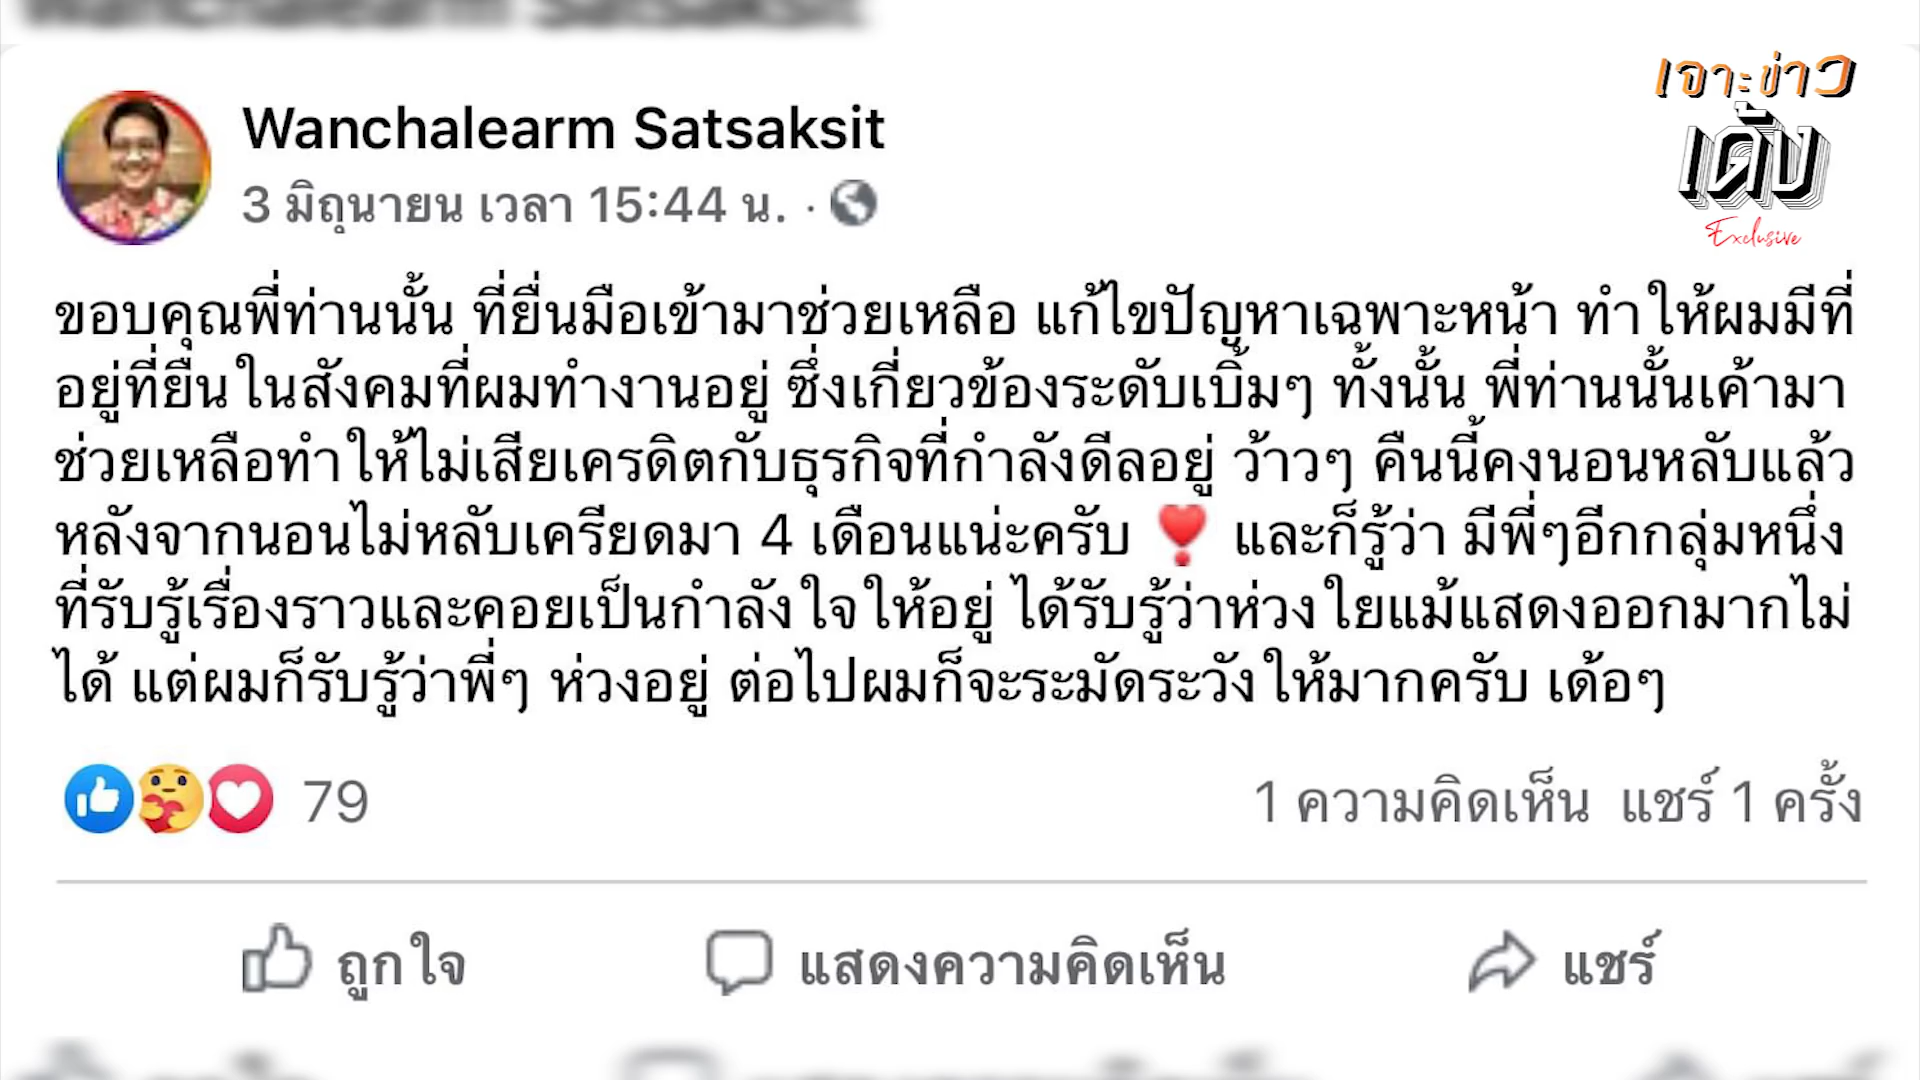 Wanchalearm Satsaksit
3 มิถุนายน เวลา 15:44 น. ·
เจาะข่าว
เด้ง
Exclusive
ขอบคุณพี่ท่านนั้น ที่ยื่นมือเข้ามาช่วยเหลือ แก้ไขปัญหาเฉพาะหน้า ทำให้ผมมีที่
อยู่ที่ยืนในสังคมที่ผมทำงานอยู่ ซึ่งเกี่ยวข้องระดับเบิ้มๆ ทั้งนั้น พี่ท่านนั้นเค้ามา
ช่วยเหลือทำให้ไม่เสียเครดิตกับธุรกิจที่กำลังดีลอยู่ ว้าวๆ คืนนี้คงนอนหลับแล้ว
หลังจากนอนไม่หลับเครียดมา 4 เดือนแน่ะครับ ❣️ และก็รู้ว่า มีพี่ๆอีกกลุ่มหนึ่ง
ที่รับรู้เรื่องราวและคอยเป็นกำลังใจให้อยู่ ได้รับรู้ว่าห่วงใยแม้แสดงออกมากไม่
ได้ แต่ผมก็รับรู้ว่าพี่ๆ ห่วงอยู่ ต่อไปผมก็จะระมัดระวังให้มากครับ เด้อๆ
79
1 ความคิดเห็น แชร์ 1 ครั้ง
ถูกใจ
แสดงความคิดเห็น
แชร์